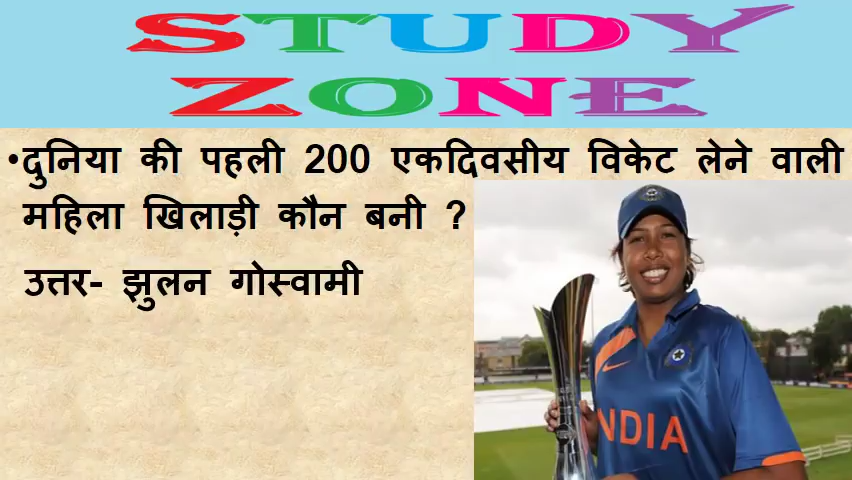 STUDY
ZONE
•दुनिया की पहली 200 एकदिवसीय विकेट लेने वाली
महिला खिलाड़ी कौन बनी ?
उत्तर- झुलन गोस्वामी
INDIA